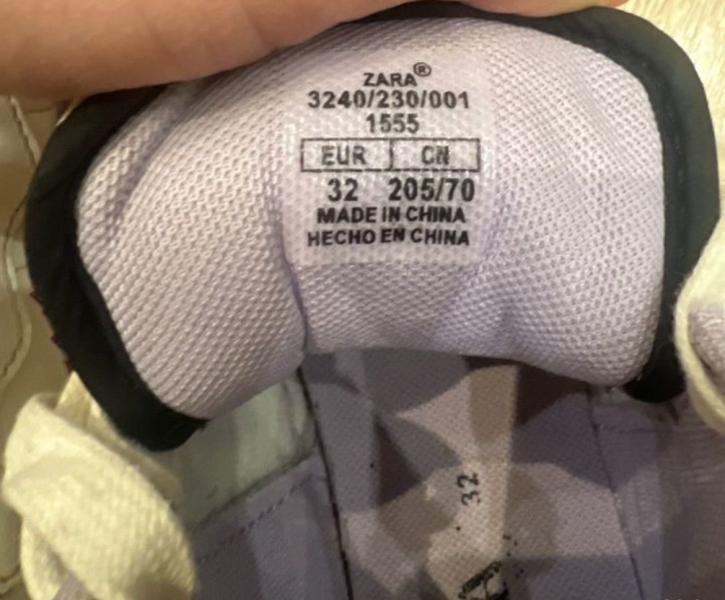 ZARA®
3240/230/001
1555
EUR CN
32 205/70
MADE IN CHINA
HECHO EN CHINA
32